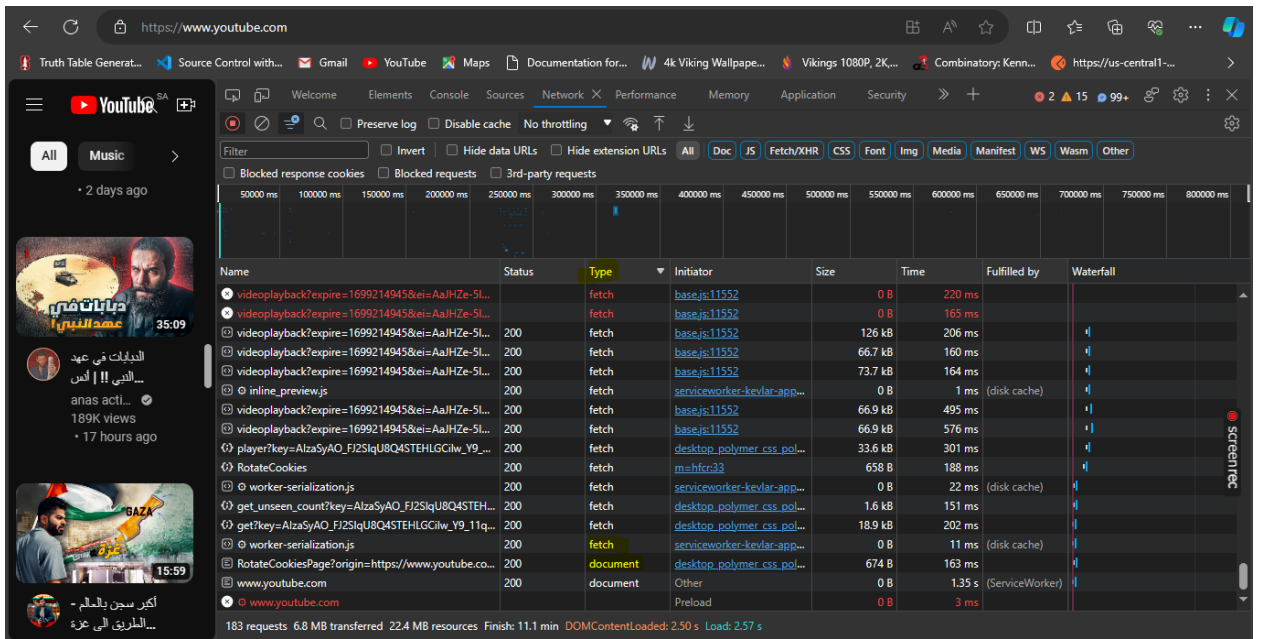 https://www.youtube.com
Truth Table Generat... Source Control with... Gmail YouTube Maps Documentation for... 4k Viking Wallpape... Vikings 1080P, 2K,... Combinatory: Kenn... https://us-central1-...
YouTube SA
Welcome Elements Console Sources Network Performance Memory Application Security 2 15 99+
Preserve log Disable cache No throttling
All Music
Filter Invert Hide data URLs Hide extension URLs All Doc JS Fetch/XHR CSS Font Img Media Manifest WS Wasm Other
Blocked response cookies Blocked requests 3rd-party requests
• 2 days ago
50000 ms 100000 ms 150000 ms 200000 ms 250000 ms 300000 ms 350000 ms 400000 ms 450000 ms 500000 ms 550000 ms 600000 ms 650000 ms 700000 ms 750000 ms 800000 ms
Name Status Type Initiator Size Time Fulfilled by Waterfall
videoplayback?expire=1699214945&ei=AaJHZe-5I... fetch base.js:11552 0 B 220 ms
videoplayback?expire=1699214945&ei=AaJHZe-5I... fetch base.js:11552 0 B 165 ms
videoplayback?expire=1699214945&ei=AaJHZe-5I... 200 fetch base.js:11552 126 kB 206 ms
videoplayback?expire=1699214945&ei=AaJHZe-5I... 200 fetch base.js:11552 66.7 kB 160 ms
videoplayback?expire=1699214945&ei=AaJHZe-5I... 200 fetch base.js:11552 73.7 kB 164 ms
inline_preview.js 200 fetch serviceworker-kevlar-app... 0 B 1 ms (disk cache)
videoplayback?expire=1699214945&ei=AaJHZe-5I... 200 fetch base.js:11552 66.9 kB 495 ms
videoplayback?expire=1699214945&ei=AaJHZe-5I... 200 fetch base.js:11552 66.9 kB 576 ms
player?key=AIzaSyAO_FJ2SlqU8Q4STEHLGCilw_Y9_... 200 fetch desktop_polymer_css_pol... 33.6 kB 301 ms
RotateCookies 200 fetch m=hfcr:33 658 B 188 ms
worker-serialization.js 200 fetch serviceworker-kevlar-app... 0 B 22 ms (disk cache)
get_unseen_count?key=AIzaSyAO_FJ2SlqU8Q4STEH... 200 fetch desktop_polymer_css_pol... 1.6 kB 151 ms
get?key=AIzaSyAO_FJ2SlqU8Q4STEHLGCilw_Y9_11q... 200 fetch desktop_polymer_css_pol... 18.9 kB 202 ms
worker-serialization.js 200 fetch serviceworker-kevlar-app... 0 B 11 ms (disk cache)
RotateCookiesPage?origin=https://www.youtube.co... 200 document desktop_polymer_css_pol... 674 B 163 ms
www.youtube.com 200 document Other 0 B 1.35 s (ServiceWorker)
www.youtube.com Preload 0 B 3 ms
183 requests 6.8 MB transferred 22.4 MB resources Finish: 11.1 min DOMContentLoaded: 2.50 s Load: 2.57 s
دبابات في
عهد النبي!
35:09
الدبابات في عهد
النبي !! | أنس...
anas acti...
189K views
• 17 hours ago
GAZA
غزة
15:59
أكبر سجن بالعالم -
الطريق الى غزة...
screenrec